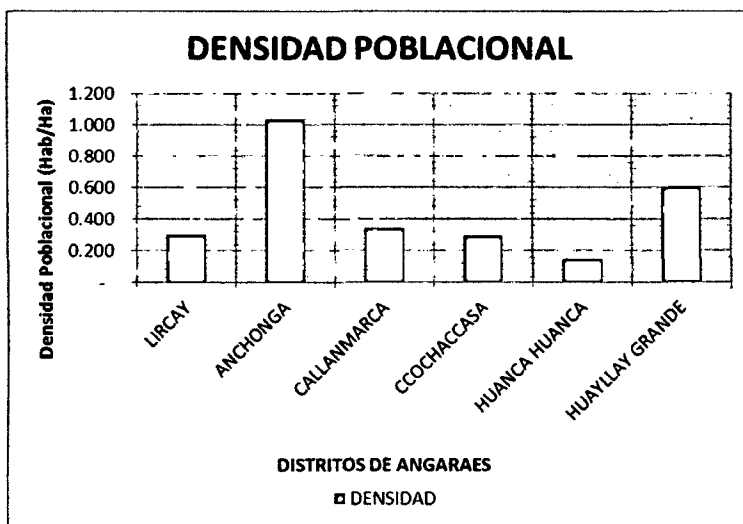 DENSIDAD POBLACIONAL
Densidad Poblacional (Hab/Ha)
1.200
1.000
0.800
0.600
0.400
0.200
-
LIRCAY
ANCHONGA
CALLANMARCA
CCOCHACCASA
HUANCA HUANCA
HUAYLLAY GRANDE
DISTRITOS DE ANGARAES
DENSIDAD